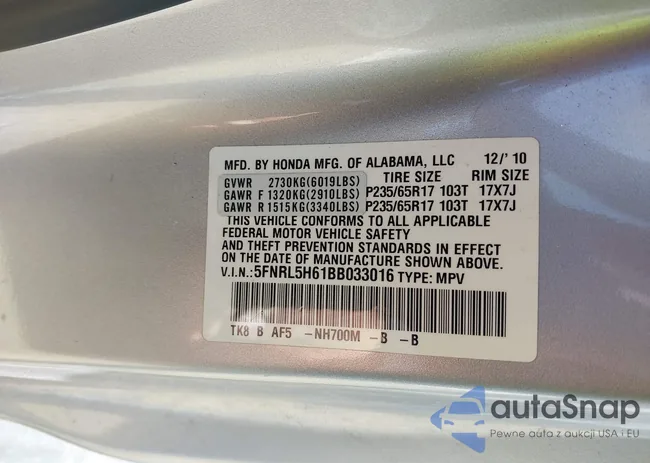 MFD. BY HONDA MFG. OF ALABAMA, LLC 12/'10
TIRE SIZE RIM SIZE
GVWR 2730KG(6019LBS)
GAWR F 1320KG(2910LBS) P235/65R17 103T 17X7J
GAWR R 1515KG(3340LBS) P235/65R17 103T 17X7J
THIS VEHICLE CONFORMS TO ALL APPLICABLE
FEDERAL MOTOR VEHICLE SAFETY
AND THEFT PREVENTION STANDARDS IN EFFECT
ON THE DATE OF MANUFACTURE SHOWN ABOVE.
V.I.N.: 5FNRL5H61BB033016 TYPE: MPV
TK8 B AF5 -NH700M -B -B
autaSnap
Pewne auta z aukcji USA i EU